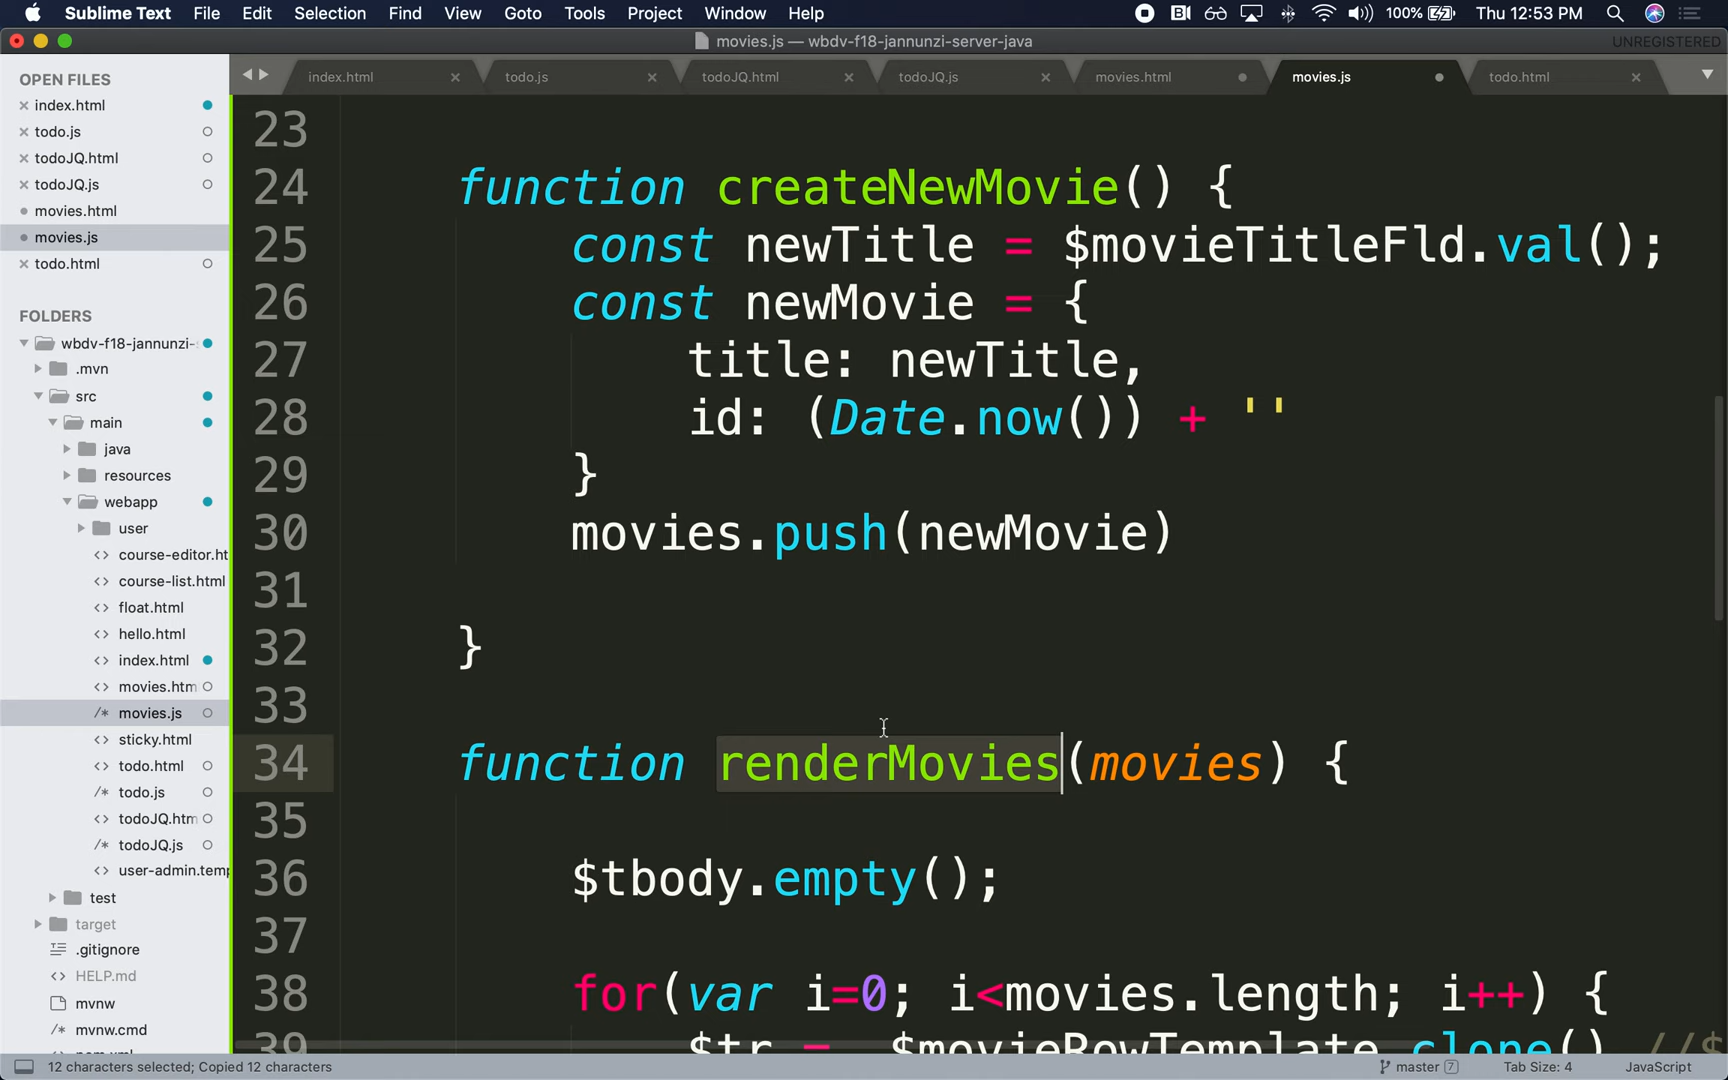 Sublime Text File Edit Selection Find View Goto Tools Project Window Help 100% Thu 12:53 PM
movies.js — wbdv-f18-jannunzi-server-java UNREGISTERED
OPEN FILES
index.html
todo.js
todoJQ.html
todoJQ.js
movies.html
movies.js
todo.html
FOLDERS
wbdv-f18-jannunzi-
.mvn
src
main
java
resources
webapp
user
course-editor.ht
course-list.html
float.html
hello.html
index.html
movies.htm
movies.js
sticky.html
todo.html
todo.js
todoJQ.htm
todoJQ.js
user-admin.temp
test
target
.gitignore
HELP.md
mvnw
mvnw.cmd
index.html todo.js todoJQ.html todoJQ.js movies.html movies.js todo.html
23
24 function createNewMovie() {
25 const newTitle = $movieTitleFld.val();
26 const newMovie = {
27 title: newTitle,
28 id: (Date.now()) + ''
29 }
30 movies.push(newMovie)
31
32 }
33
34 function renderMovies(movies) {
35
36 $tbody.empty();
37
38 for(var i=0; i<movies.length; i++) {
39 $tr = $movieRowTemplate.clone() //$
12 characters selected; Copied 12 characters master 7 Tab Size: 4 JavaScript